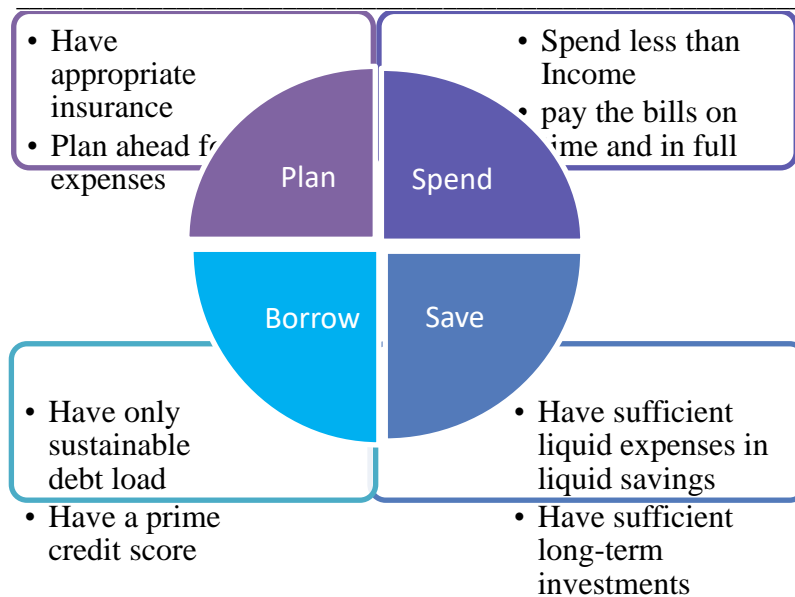 • Have
appropriate
insurance
• Plan ahead f
expenses
• Spend less than
Income
• pay the bills on
ime and in full
Plan
Spend
Borrow
Save
• Have only
sustainable
debt load
• Have a prime
credit score
• Have sufficient
liquid expenses in
liquid savings
• Have sufficient
long-term
investments